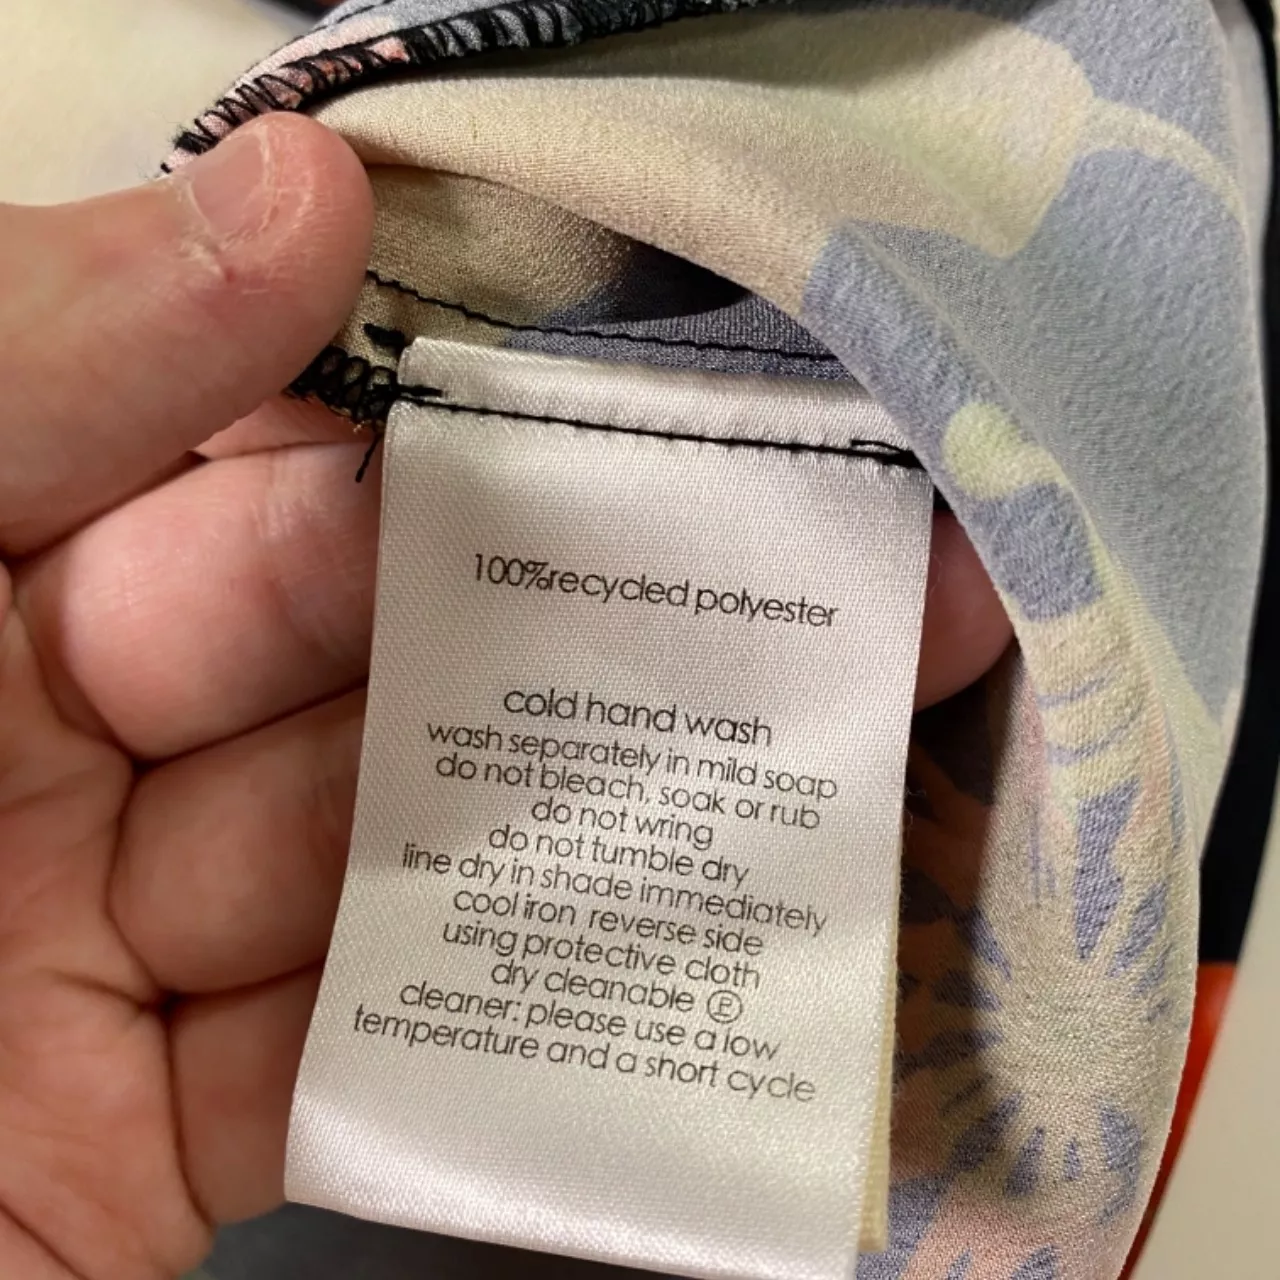 100%recycled polyester
cold hand wash
wash separately in mild soap
do not bleach, soak or rub
do not wring
do not tumble dry
line dry in shade immediately
cool iron reverse side
using protective cloth
dry cleanable Ⓟ
cleaner: please use a low
temperature and a short cycle